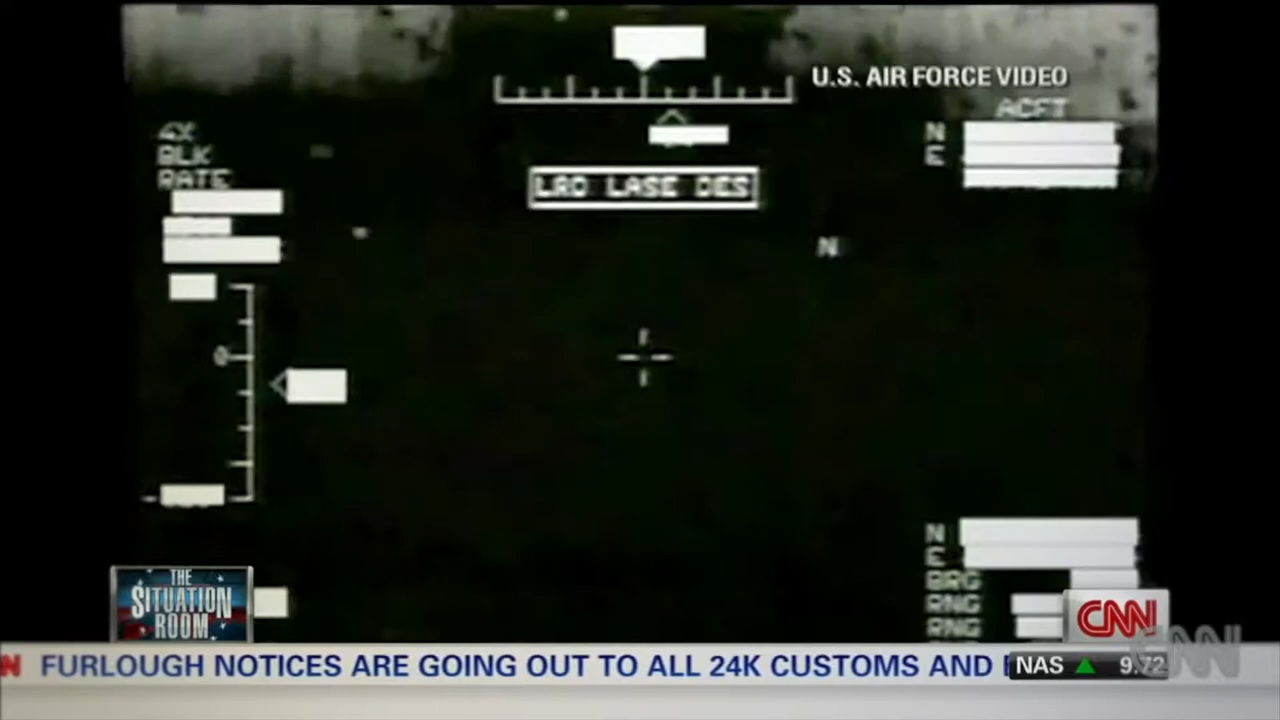 U.S. AIR FORCE VIDEO
ACFT
4X
BLK
RATE
N
E
LRD LASE DES
N
0
N
E
BRG
RNG
RNG
THE
SITUATION
ROOM
CNN
CNN
N FURLOUGH NOTICES ARE GOING OUT TO ALL 24K CUSTOMS AND
NAS ▲ 9.72